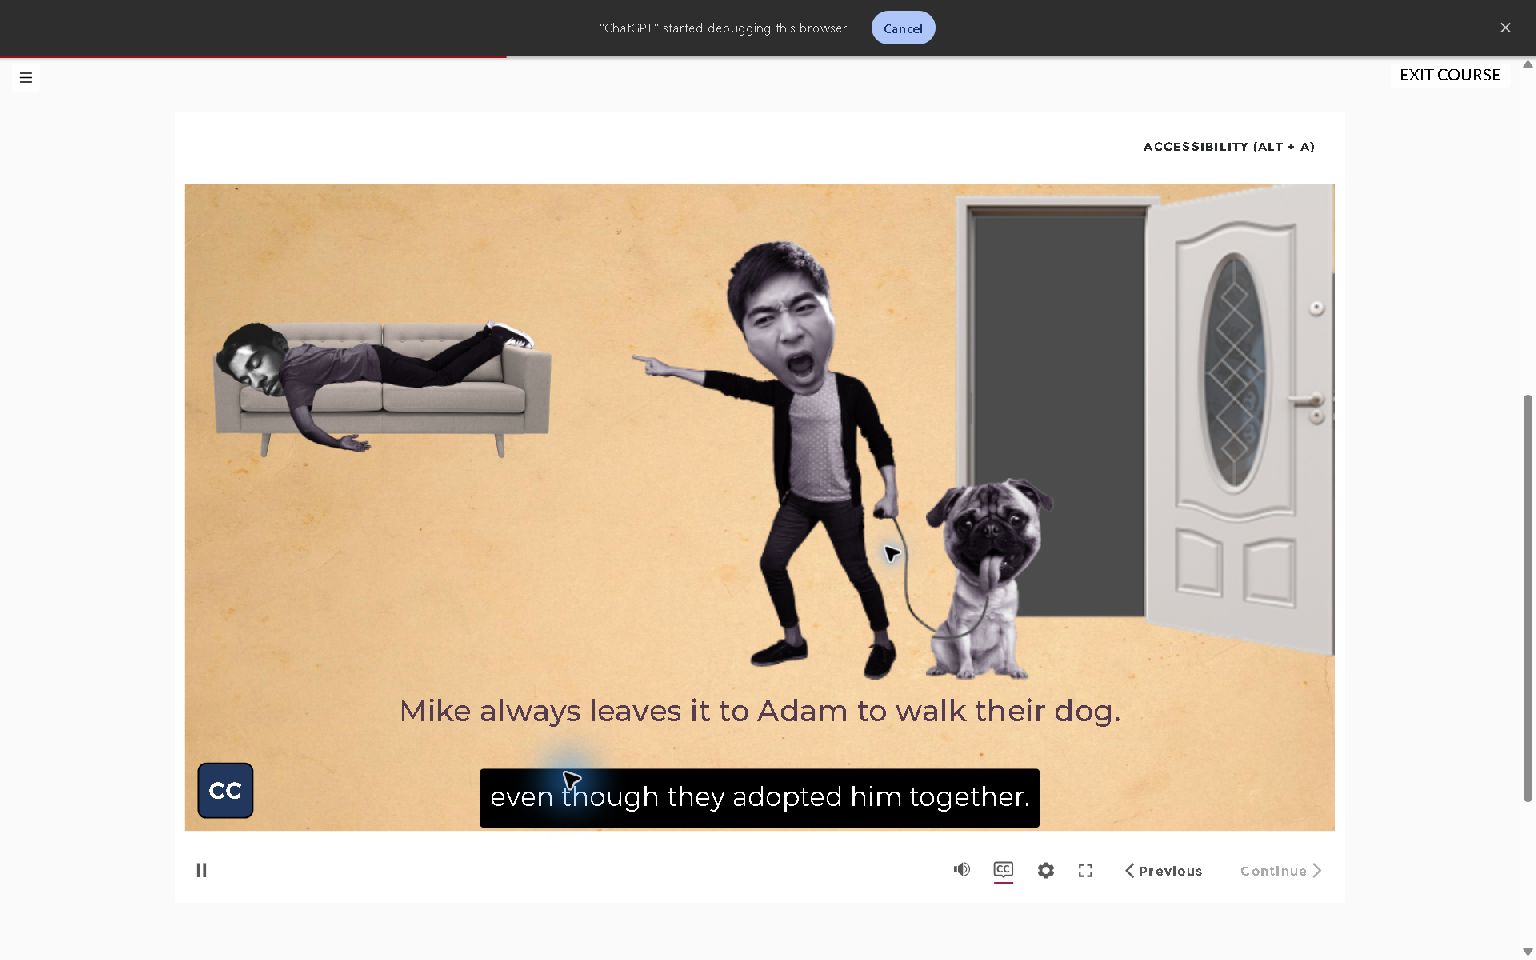 "ChatGPT" started debugging this browser
Cancel
EXIT COURSE
ACCESSIBILITY (ALT + A)
Mike always leaves it to Adam to walk their dog.
CC
even though they adopted him together.
CC
Previous
Continue